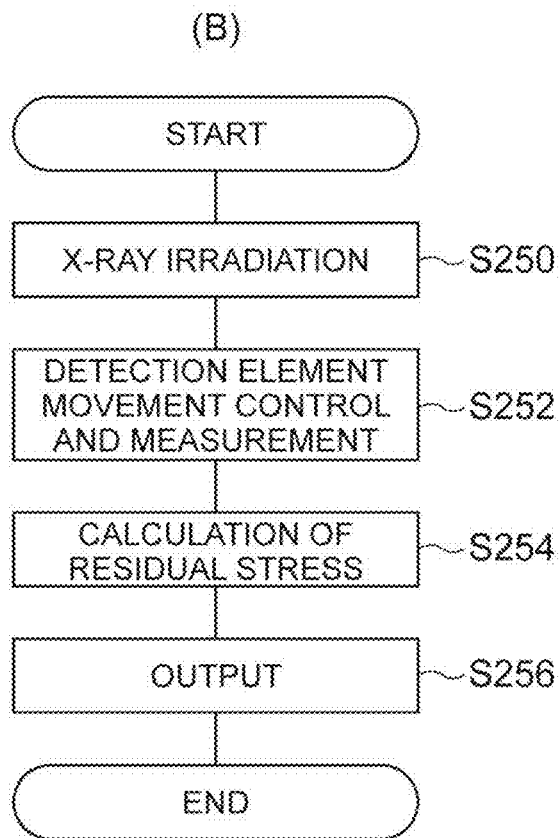 (B)
START
X-RAY IRRADIATION
S250
DETECTION ELEMENT
MOVEMENT CONTROL
AND MEASUREMENT
S252
CALCULATION OF
RESIDUAL STRESS
S254
OUTPUT
S256
END